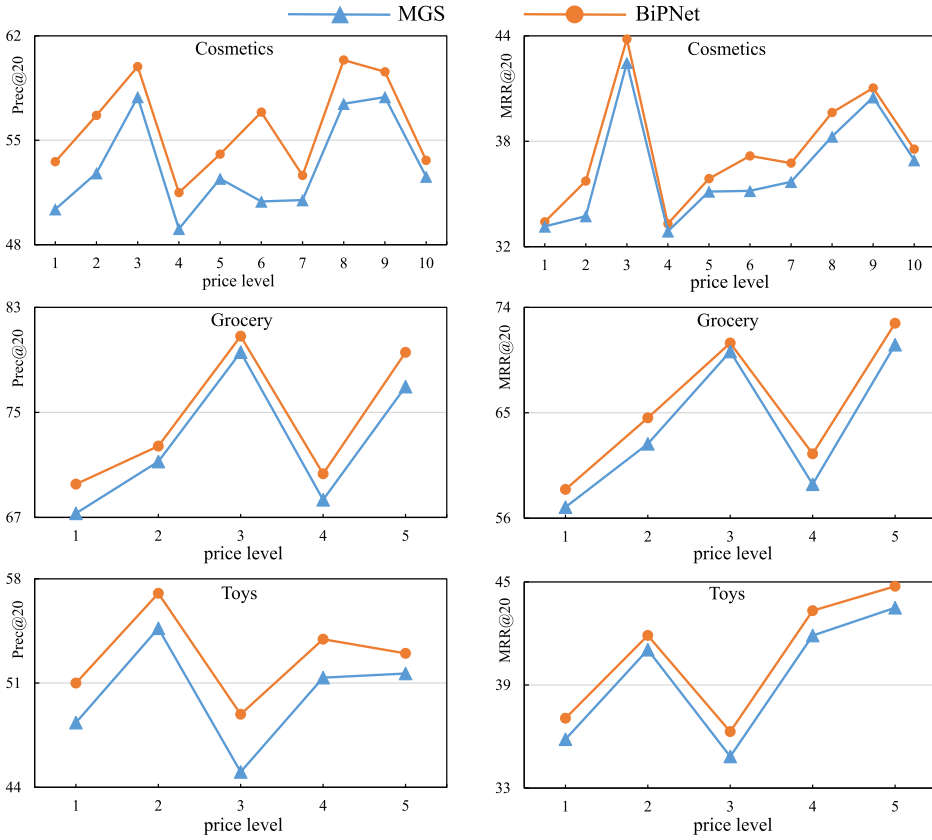 MGS BiPNet
Cosmetics
Prec@20
62
55
48
1 2 3 4 5 6 7 8 9 10
price level
Cosmetics
MRR@20
44
38
32
1 2 3 4 5 6 7 8 9 10
price level
Grocery
Prec@20
83
75
67
1 2 3 4 5
price level
Grocery
MRR@20
74
65
56
1 2 3 4 5
price level
Toys
Prec@20
58
51
44
1 2 3 4 5
price level
Toys
MRR@20
45
39
33
1 2 3 4 5
price level